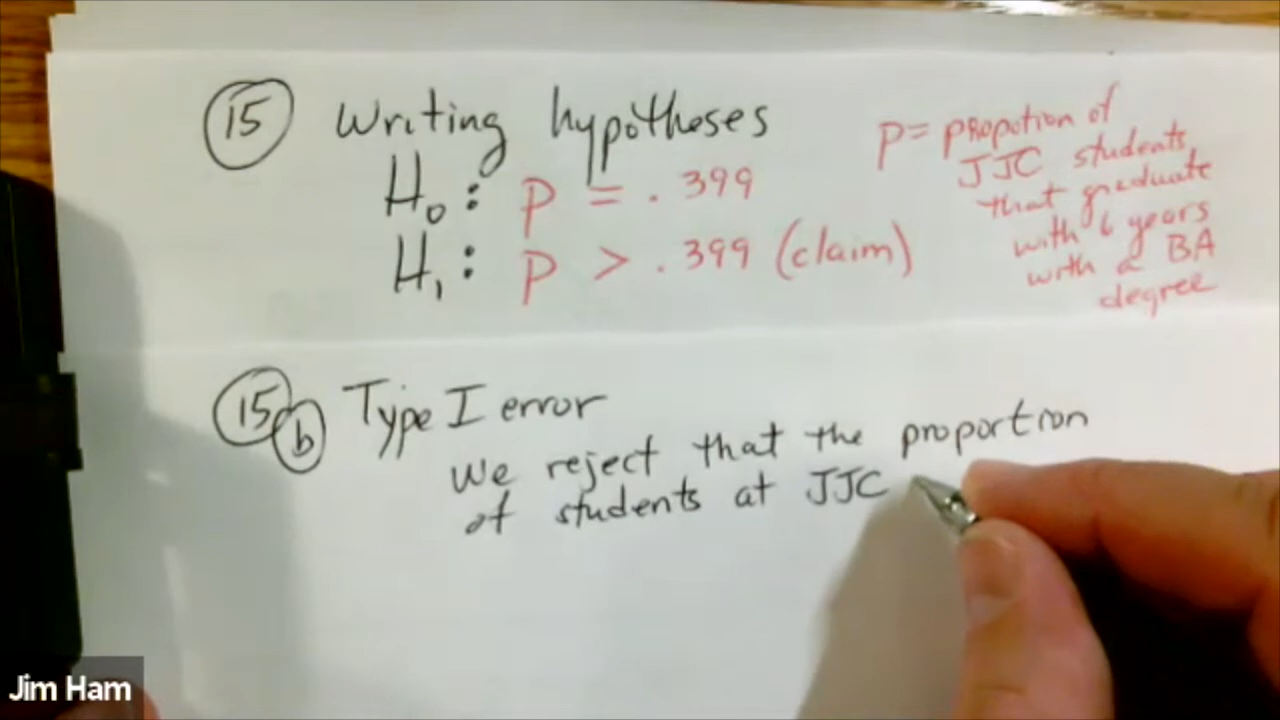 15 Writing hypotheses
H₀: p = .399
H₁: p > .399 (claim)
p = propotion of
JJC students
that graduate
with 6 years
with a BA
degree
15 b Type I error
We reject that the proportion
of students at JJC
Jim Ham